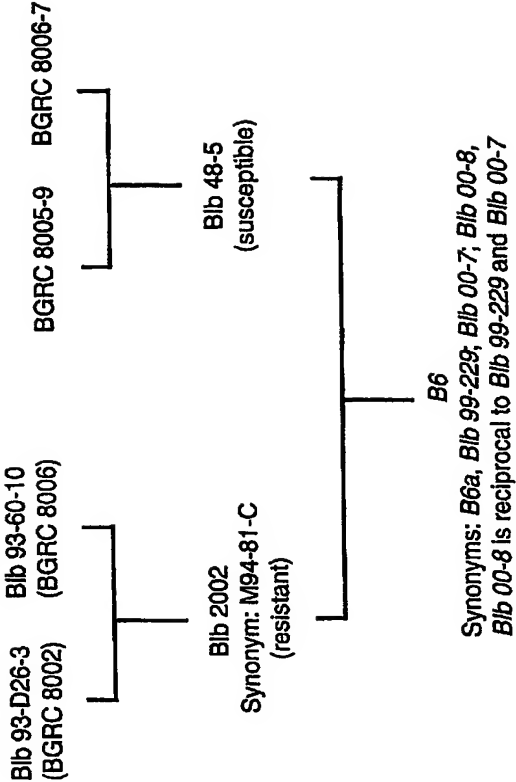 Blb 93-D26-3
(BGRC 8002)
Blb 93-60-10
(BGRC 8006)
BGRC 8005-9
BGRC 8006-7
Blb 2002
Synonym: M94-81-C
(resistant)
Blb 48-5
(susceptible)
B6
Synonyms: B6a, Blb 99-229; Blb 00-7; Blb 00-8,
Blb 00-8 is reciprocal to Blb 99-229 and Blb 00-7